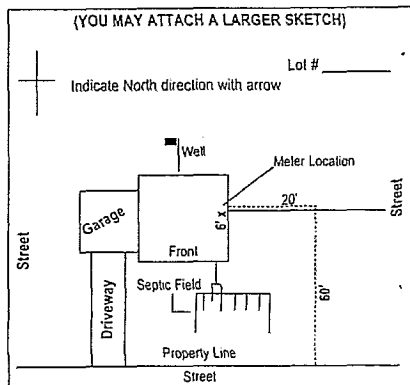 (YOU MAY ATTACH A LARGER SKETCH)
Lot #
Indicate North direction with arrow
Well
Meter Location
20'
Street
Garage
6' x
Street
Front
Driveway
Septic Field
60'
Property Line
Street